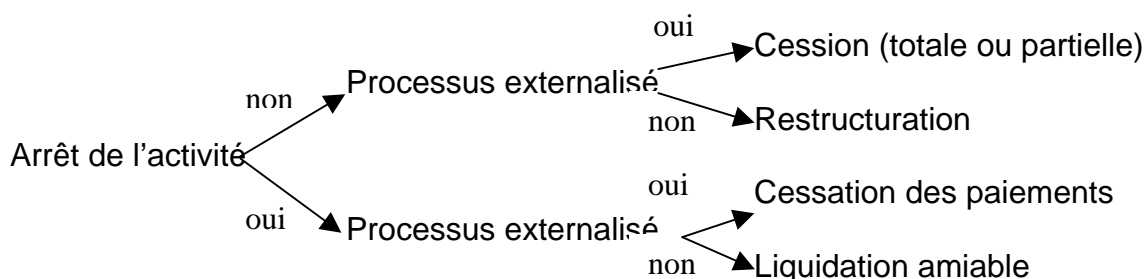 oui
Cession (totale ou partielle)
Processus externalisé
non
non
Restructuration
Arrêt de l'activité
oui
Cessation des paiements
oui
Processus externalisé
non
Liquidation amiable